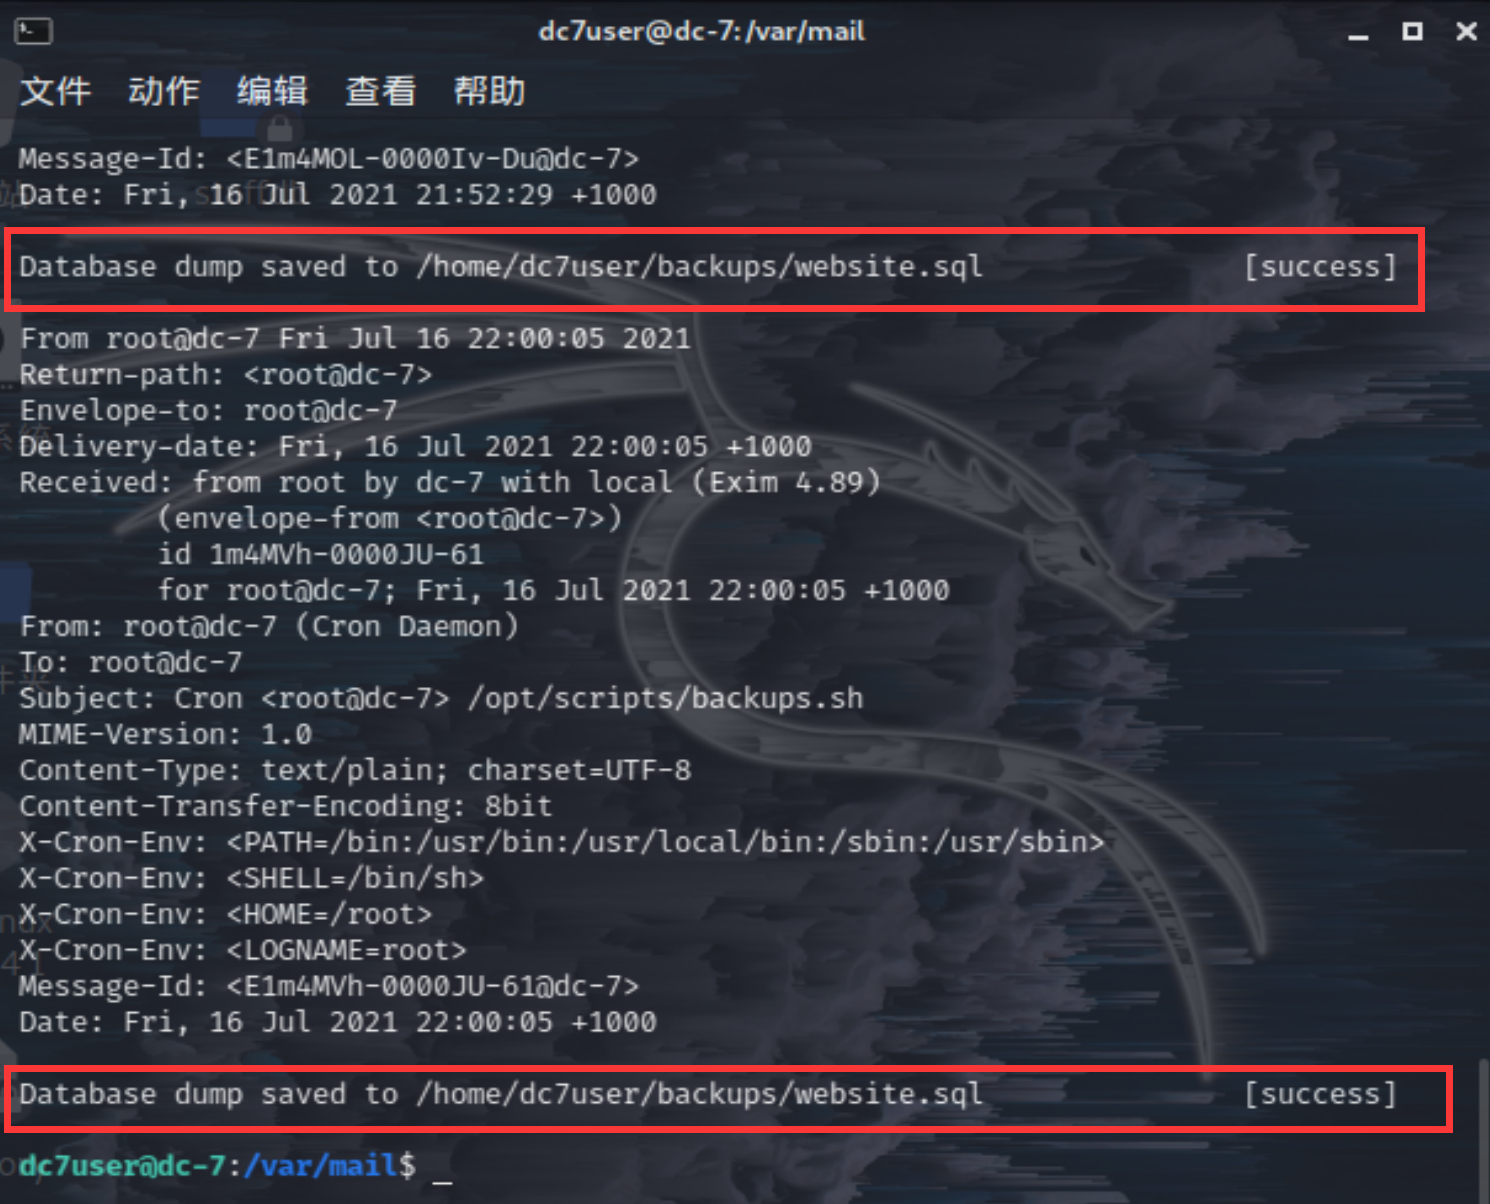 dc7user@dc-7:/var/mail
文件 动作 编辑 查看 帮助
Message-Id: <E1m4MOL-0000Iv-Du@dc-7>
Date: Fri, 16 Jul 2021 21:52:29 +1000
Database dump saved to /home/dc7user/backups/website.sql [success]
From root@dc-7 Fri Jul 16 22:00:05 2021
Return-path: <root@dc-7>
Envelope-to: root@dc-7
Delivery-date: Fri, 16 Jul 2021 22:00:05 +1000
Received: from root by dc-7 with local (Exim 4.89)
(envelope-from <root@dc-7>)
id 1m4MVh-0000JU-61
for root@dc-7; Fri, 16 Jul 2021 22:00:05 +1000
From: root@dc-7 (Cron Daemon)
To: root@dc-7
Subject: Cron <root@dc-7> /opt/scripts/backups.sh
MIME-Version: 1.0
Content-Type: text/plain; charset=UTF-8
Content-Transfer-Encoding: 8bit
X-Cron-Env: <PATH=/bin:/usr/bin:/usr/local/bin:/sbin:/usr/sbin>
X-Cron-Env: <SHELL=/bin/sh>
X-Cron-Env: <HOME=/root>
X-Cron-Env: <LOGNAME=root>
Message-Id: <E1m4MVh-0000JU-61@dc-7>
Date: Fri, 16 Jul 2021 22:00:05 +1000
Database dump saved to /home/dc7user/backups/website.sql [success]
dc7user@dc-7:/var/mail$ _